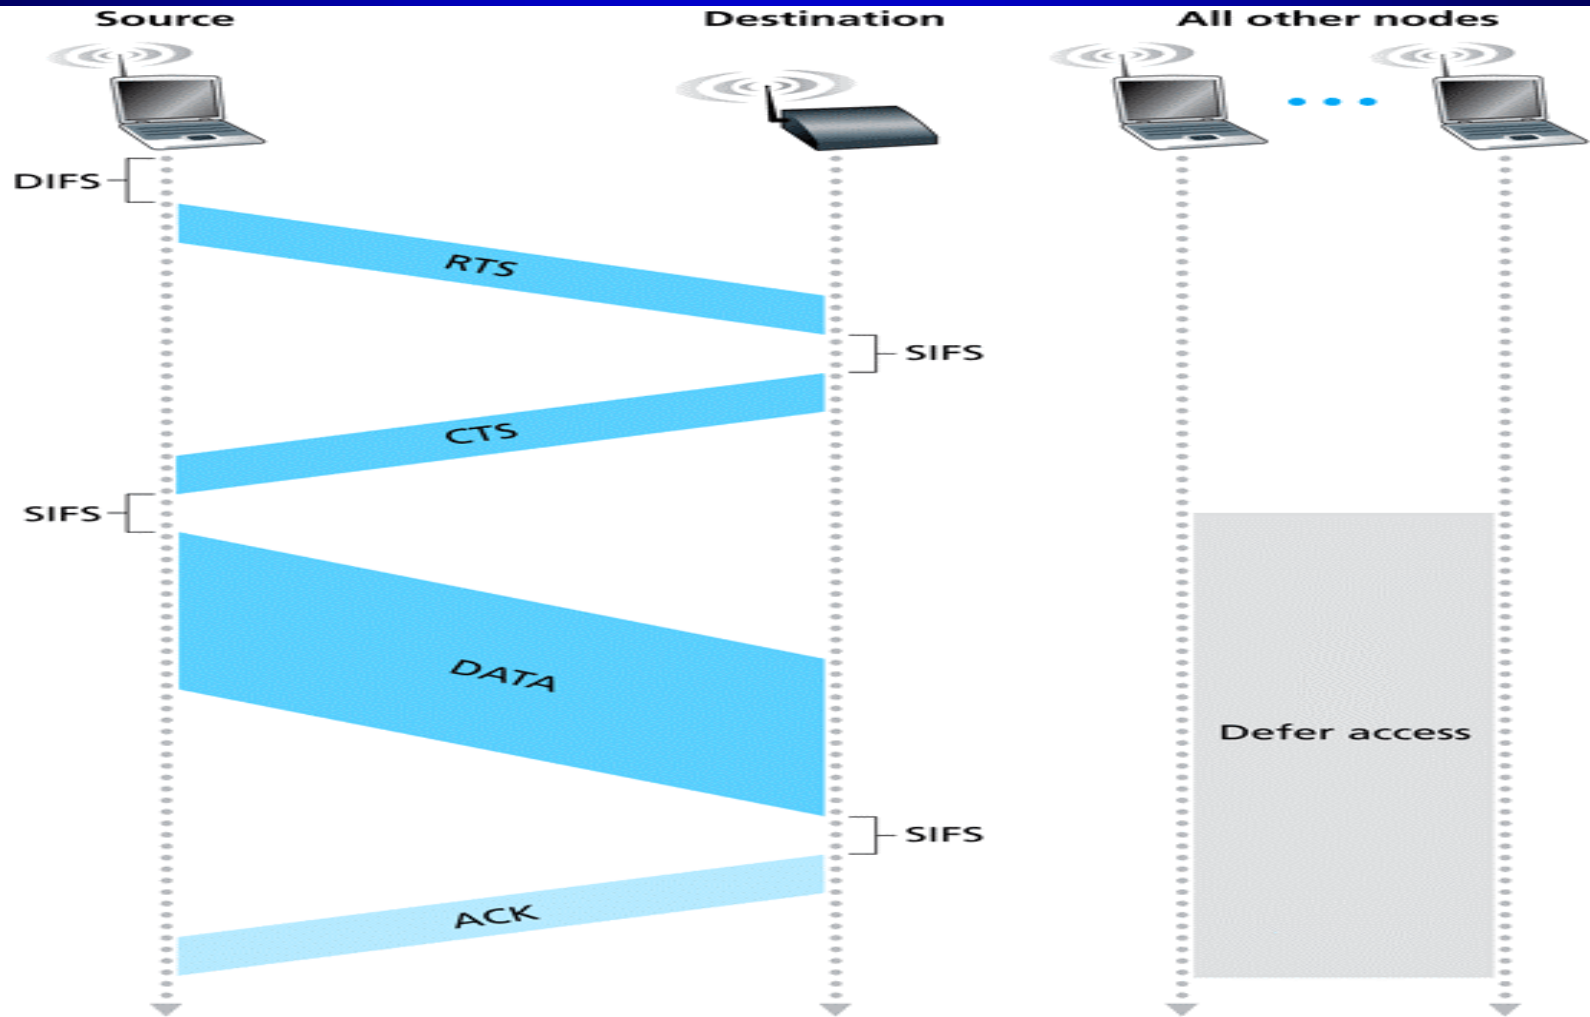 Source
Destination
All other nodes
DIFS
RTS
SIFS
CTS
SIFS
DATA
Defer access
SIFS
ACK